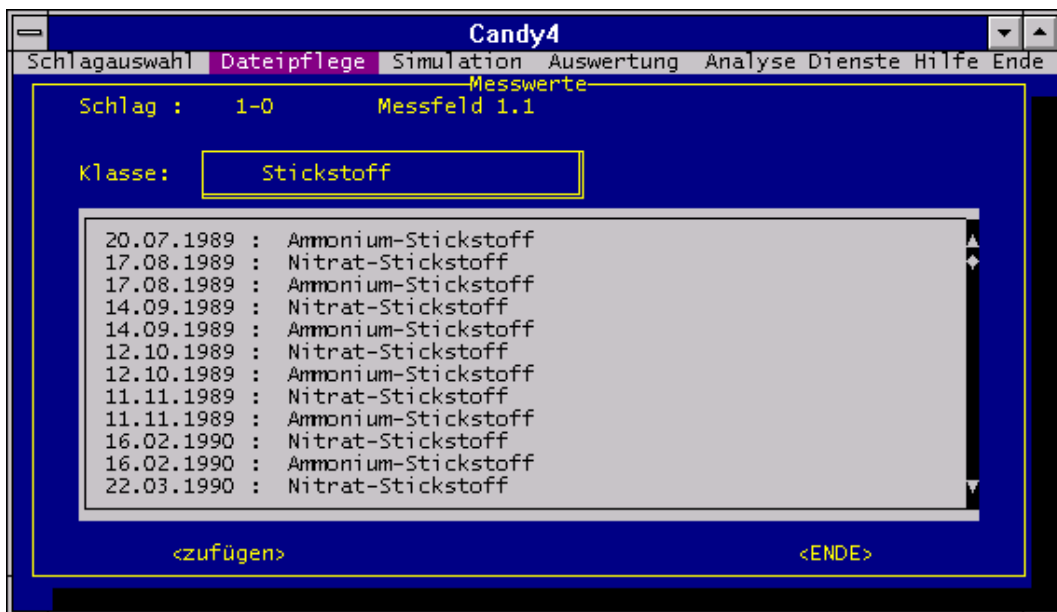 Candy4
Schlagauswahl Dateipflege Simulation Auswertung Analyse Dienste Hilfe Ende
Messwerte
Schlag : 1-0 Messfeld 1.1
Klasse: Stickstoff
20.07.1989 : Ammonium-Stickstoff
17.08.1989 : Nitrat-Stickstoff
17.08.1989 : Ammonium-Stickstoff
14.09.1989 : Nitrat-Stickstoff
14.09.1989 : Ammonium-Stickstoff
12.10.1989 : Nitrat-Stickstoff
12.10.1989 : Ammonium-Stickstoff
11.11.1989 : Nitrat-Stickstoff
11.11.1989 : Ammonium-Stickstoff
16.02.1990 : Nitrat-Stickstoff
16.02.1990 : Ammonium-Stickstoff
22.03.1990 : Nitrat-Stickstoff
<zufügen> <ENDE>